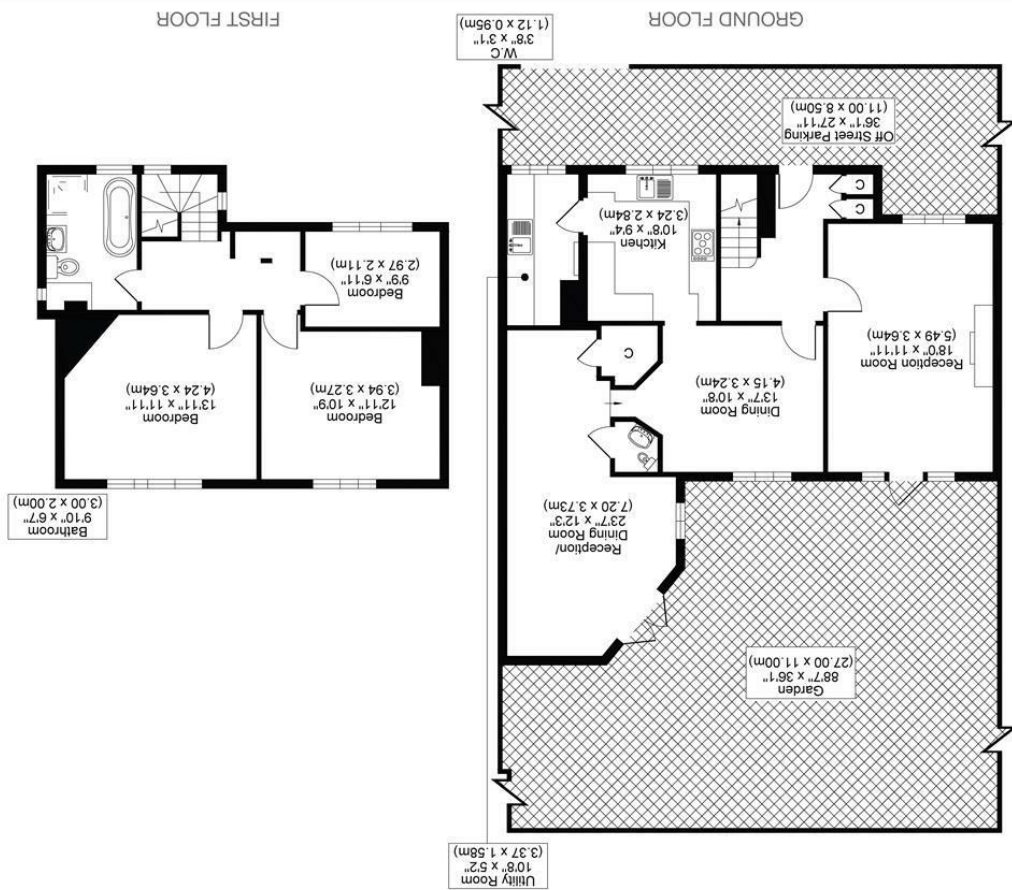 Utility Room
10'8" x 5'2"
(3.37 x 1.58m)
Garden
88'7" x 36'1"
(27.00 x 11.00m)
Reception/
Dining Room
23'7" x 12'3"
(7.20 x 3.73m)
Dining Room
13'7" x 10'8"
(4.15 x 3.24m)
C
Reception Room
18'0" x 11'11"
(5.49 x 3.64m)
Kitchen
10'8" x 9'4"
(3.24 x 2.84m)
C
C
Off Street Parking
36'1" x 27'11"
(11.00 x 8.50m)
W.C
3'8" x 3'1"
(1.12 x 0.95m)
GROUND FLOOR
Bathroom
9'10" x 6'7"
(3.00 x 2.00m)
Bedroom
12'11" x 10'9"
(3.94 x 3.27m)
Bedroom
13'11" x 11'11"
(4.24 x 3.64m)
Bedroom
9'9" x 6'11"
(2.97 x 2.11m)
FIRST FLOOR